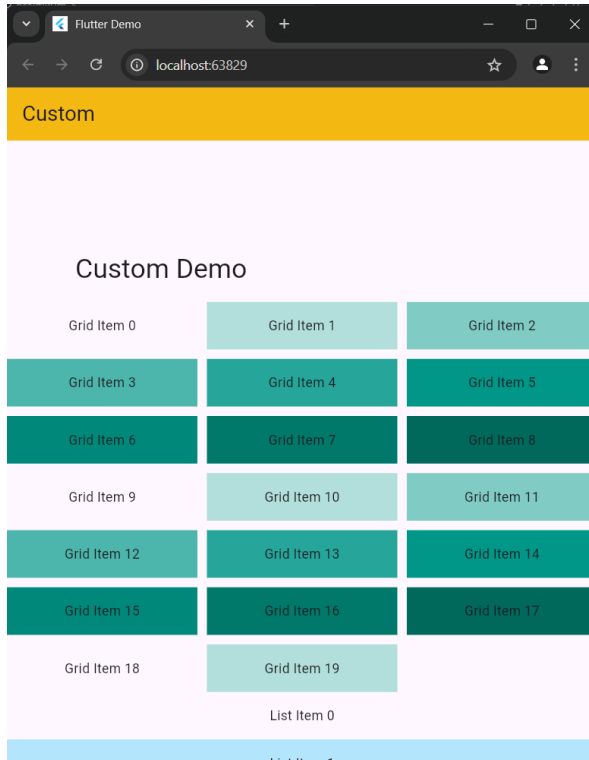 Flutter Demo
localhost:63829
Custom
Custom Demo
Grid Item 0 Grid Item 1 Grid Item 2
Grid Item 3 Grid Item 4 Grid Item 5
Grid Item 6 Grid Item 7 Grid Item 8
Grid Item 9 Grid Item 10 Grid Item 11
Grid Item 12 Grid Item 13 Grid Item 14
Grid Item 15 Grid Item 16 Grid Item 17
Grid Item 18 Grid Item 19
List Item 0